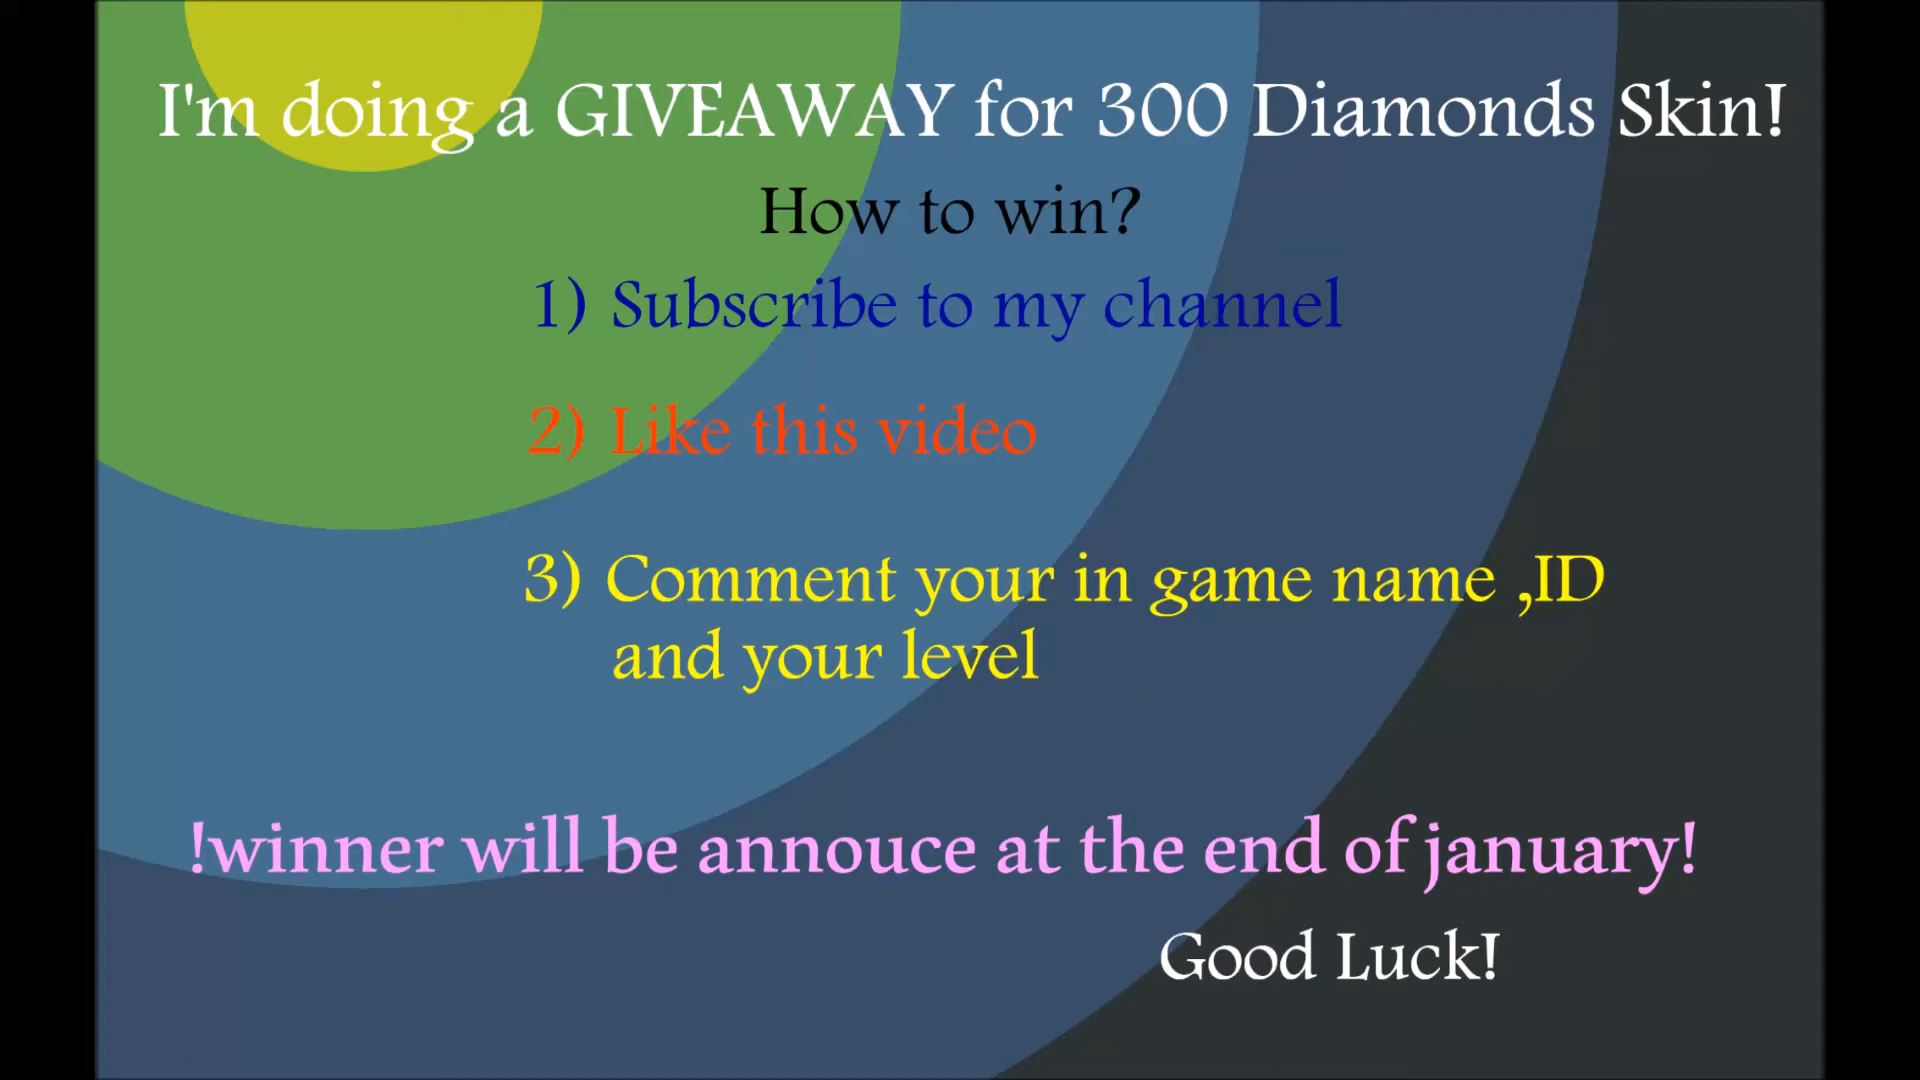 I'm doing a GIVEAWAY for 300 Diamonds Skin!
How to win?
1) Subscribe to my channel
2) Like this video
3) Comment your in game name ,ID
and your level
!winner will be annouce at the end of january!
Good Luck!